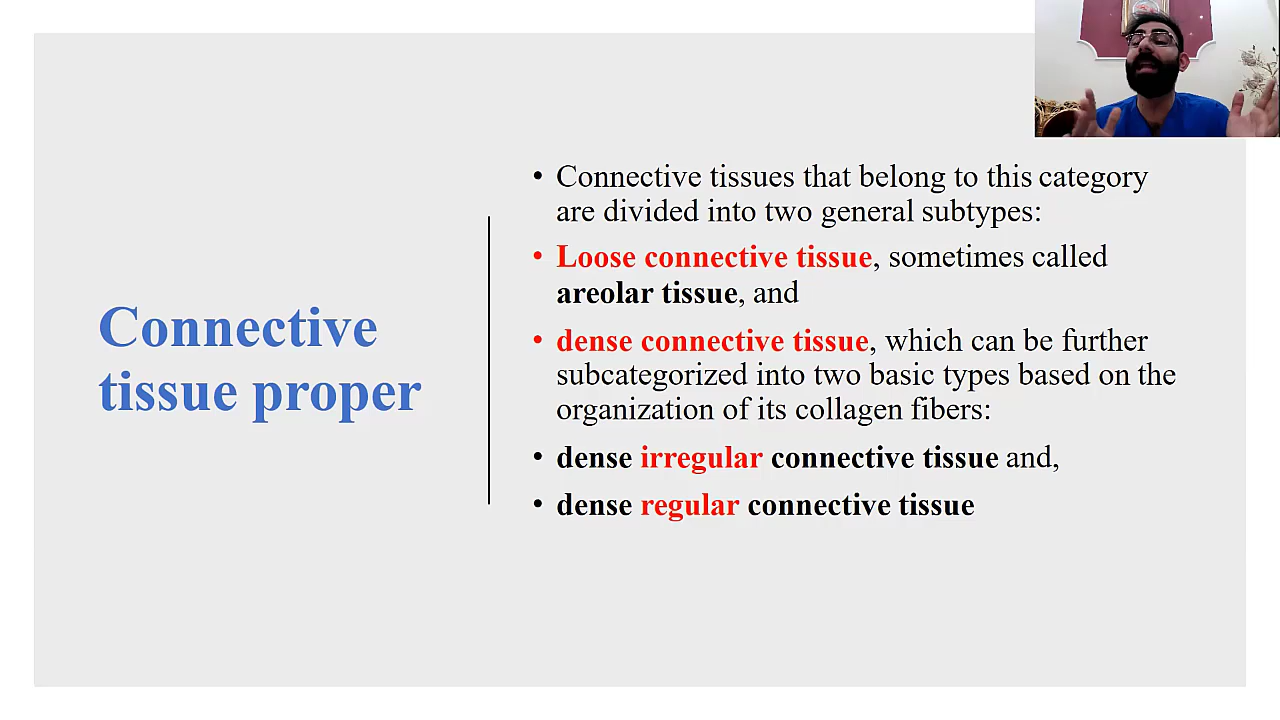 Connective
tissue proper
• Connective tissues that belong to this category
are divided into two general subtypes:
• Loose connective tissue, sometimes called
areolar tissue, and
• dense connective tissue, which can be further
subcategorized into two basic types based on the
organization of its collagen fibers:
• dense irregular connective tissue and,
• dense regular connective tissue